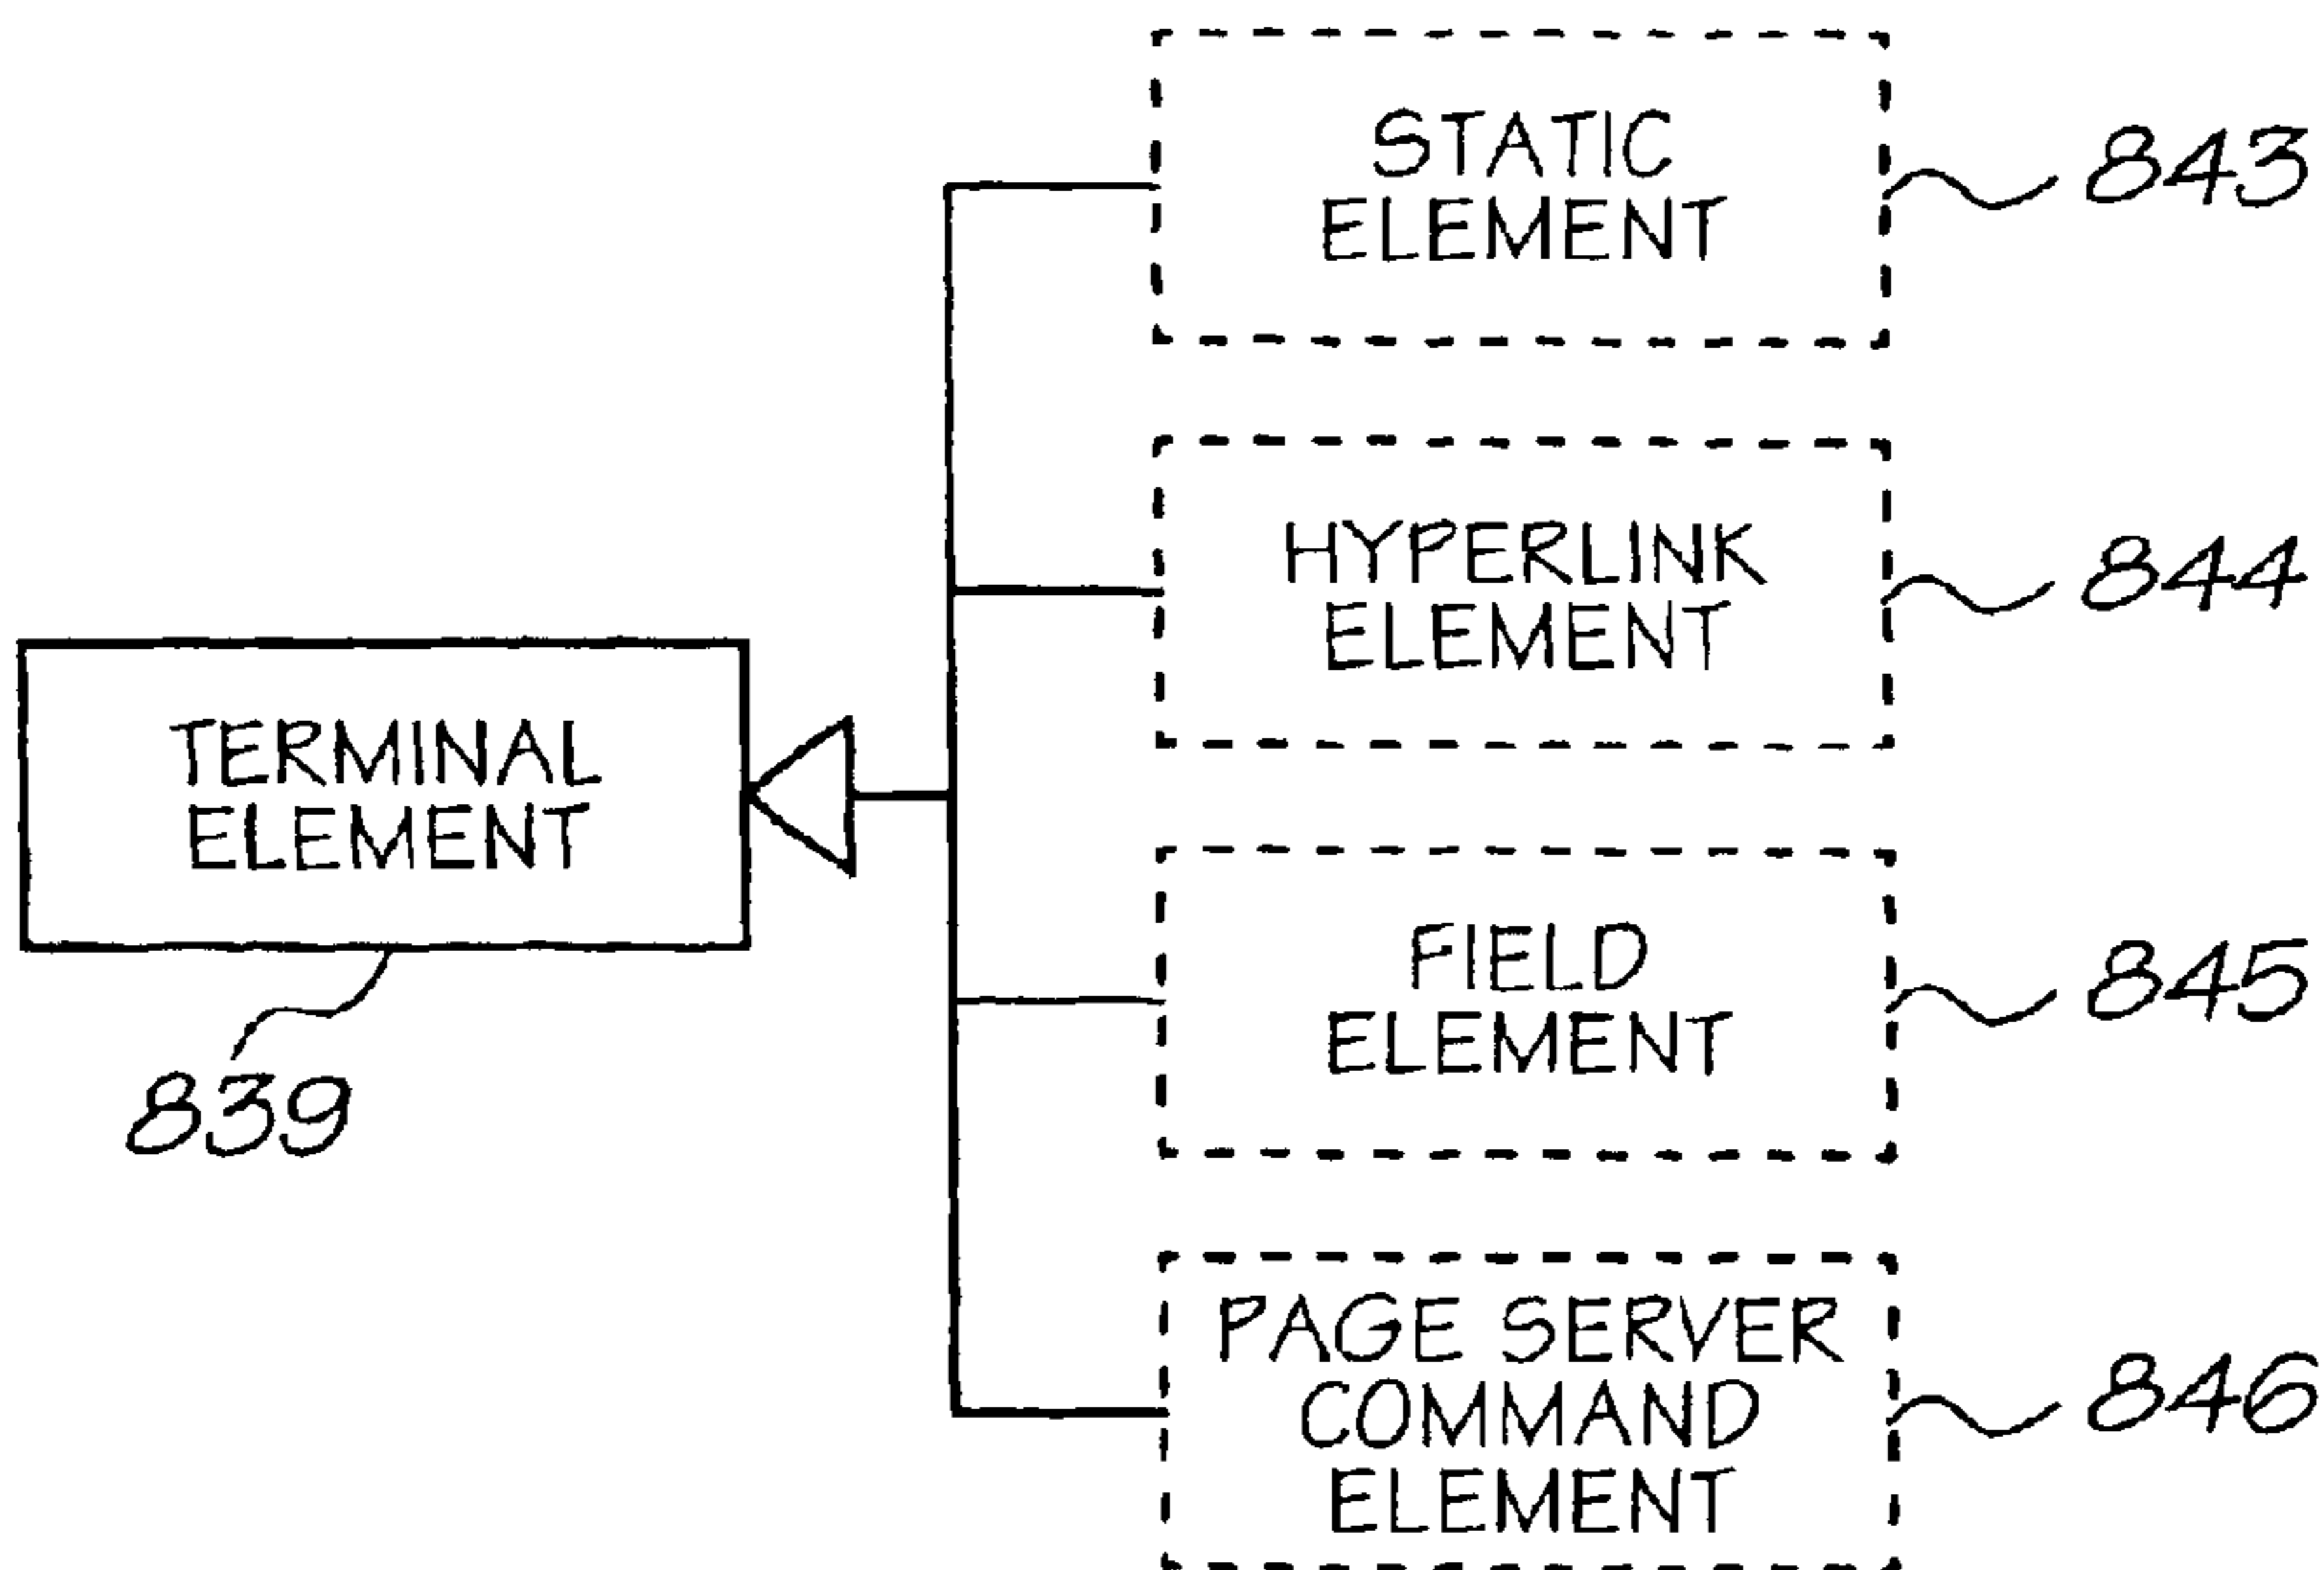 STATIC
ELEMENT
843
HYPERLINK
ELEMENT
844
TERMINAL
ELEMENT
839
FIELD
ELEMENT
845
PAGE SERVER
COMMAND
ELEMENT
846